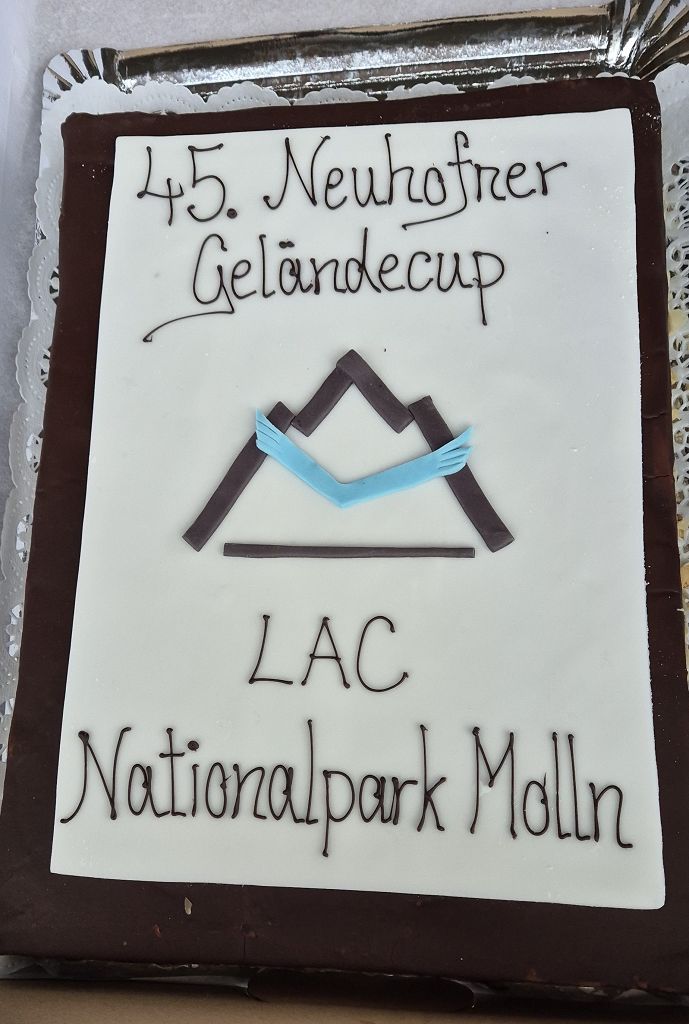 45. Neuhofner
Geländecup
LAC
Nationalpark Molln